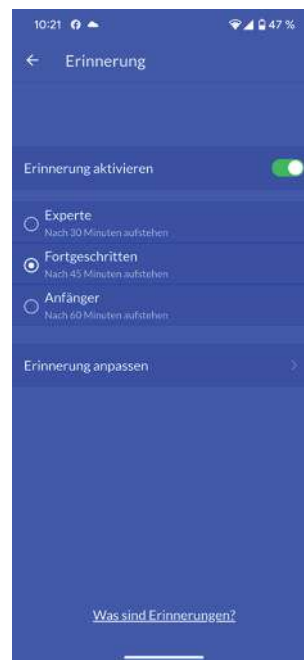 10:21 47 %
Erinnerung
Erinnerung aktivieren
Experte
Nach 30 Minuten aufstehen
Fortgeschritten
Nach 45 Minuten aufstehen
Anfänger
Nach 60 Minuten aufstehen
Erinnerung anpassen
Was sind Erinnerungen?